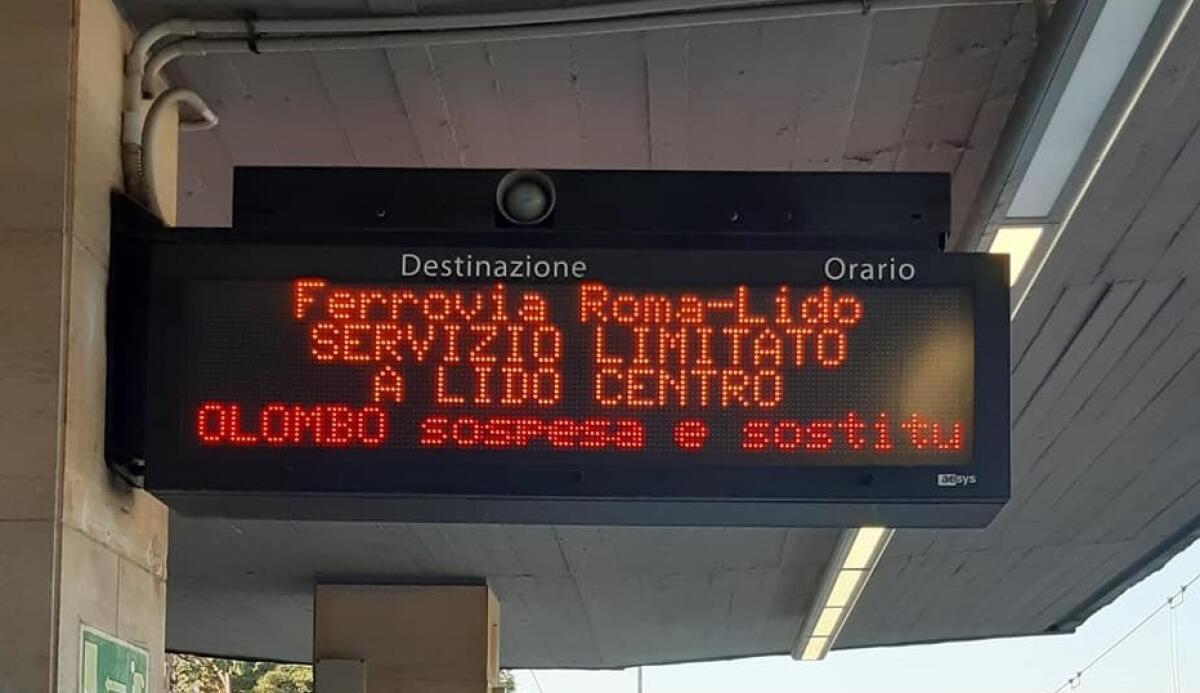 Destinazione Orario
Ferrovia Roma-Lido
SERVIZIO LIMITATO
A LIDO CENTRO
OLOMBO sospesa e sostitu
aesys